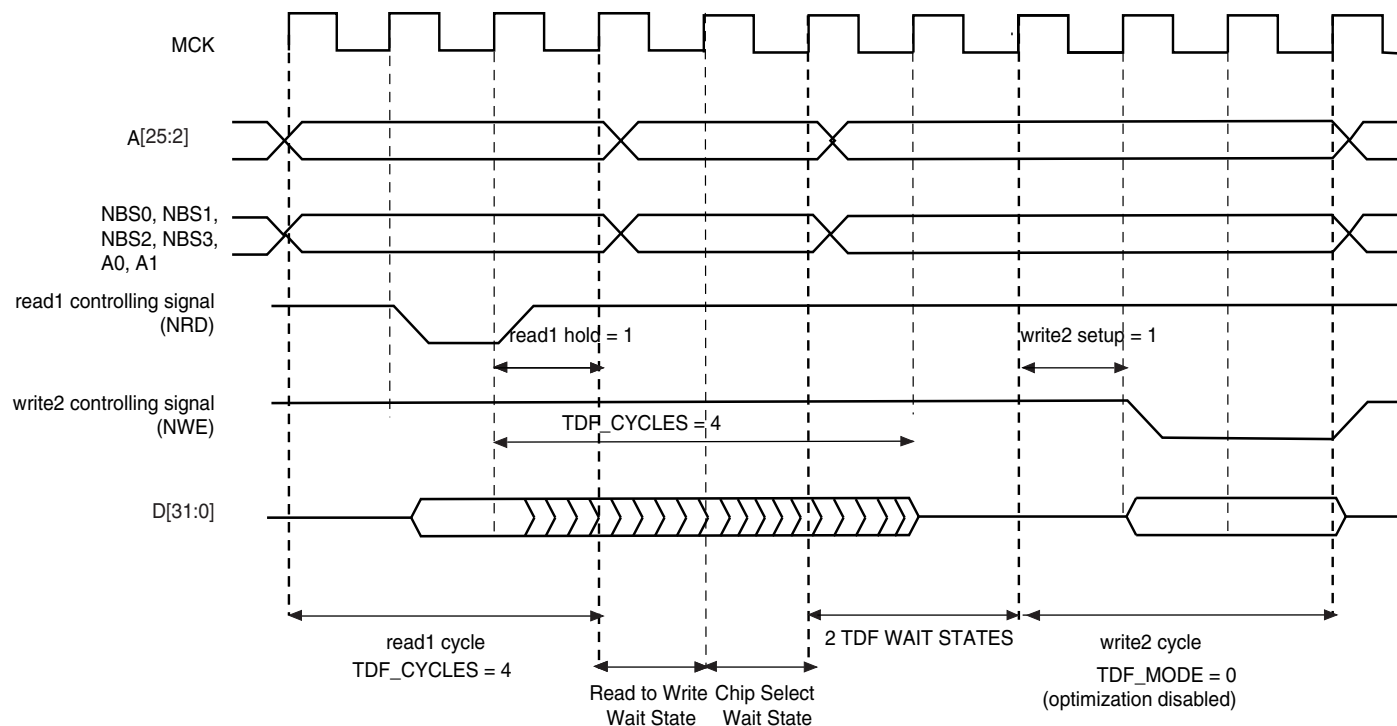 MCK
A[25:2]
NBS0, NBS1,
NBS2, NBS3,
A0, A1
read1 controlling signal
(NRD)
read1 hold = 1
write2 setup = 1
write2 controlling signal
(NWE)
TDF_CYCLES = 4
D[31:0]
read1 cycle
TDF_CYCLES = 4
2 TDF WAIT STATES
write2 cycle
TDF_MODE = 0
(optimization disabled)
Read to Write
Wait State
Chip Select
Wait State